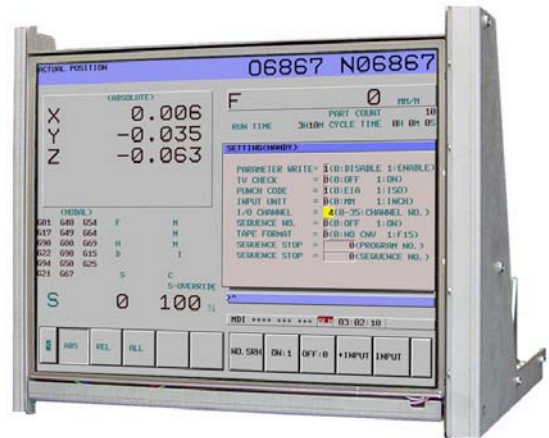 ACTUAL POSITION
O6867 N06867
(ABSOLUTE)
X 0.006
Y -0.035
Z -0.063
F 0 MM/M
PART COUNT 10
RUN TIME 3H10M CYCLE TIME 0H 0M 0S
SETTING(HANDY)
PARAMETER WRITE= 1(0:DISABLE 1:ENABLE)
TV CHECK = 0(0:OFF 1:ON)
PUNCH CODE = 1(0:EIA 1:ISO)
INPUT UNIT = 0(0:MM 1:INCH)
I/O CHANNEL = 4(0-35:CHANNEL NO.)
SEQUENCE NO. = 0(0:OFF 1:ON)
TAPE FORMAT = 0(0:NO CNV 1:F15)
SEQUENCE STOP = 0(PROGRAM NO.)
SEQUENCE STOP = 0(SEQUENCE NO.)
(MODAL)
G01 G40 G54 F M
G17 G49 G64 M
G90 G80 G69 H M
G22 G98 G15 D T
G94 G50 G25
G21 G67 S C
S-OVERRIDE
S 0 100 %
>^
MDI **** *** *** 03:02:10
ABS REL ALL
NO.SRH ON:1 OFF:0 +INPUT INPUT